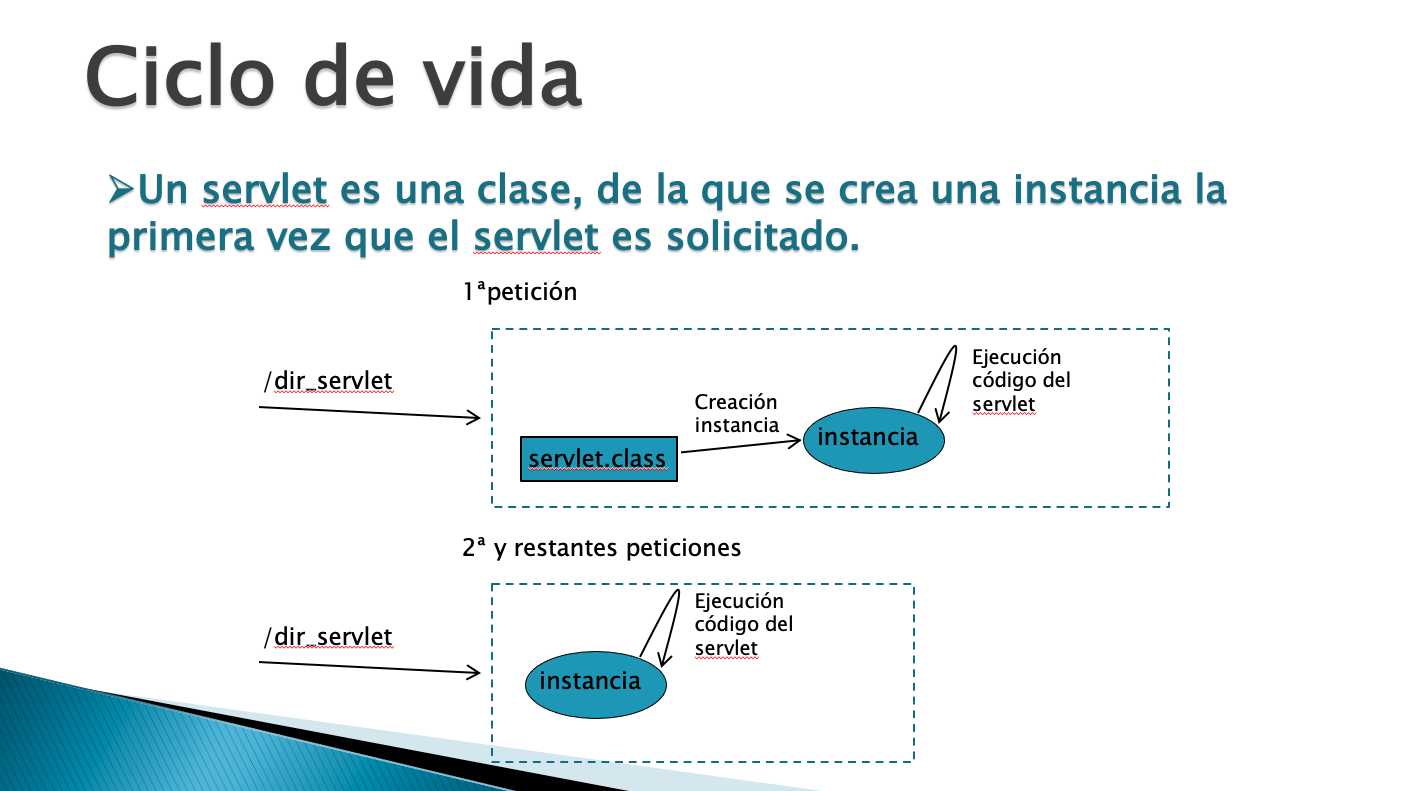 Ciclo de vida
➢Un servlet es una clase, de la que se crea una instancia la
primera vez que el servlet es solicitado.
1ªpetición
/dir_servlet
Ejecución
código del
servlet
Creación
instancia
servlet.class
instancia
2ª y restantes peticiones
/dir_servlet
Ejecución
código del
servlet
instancia